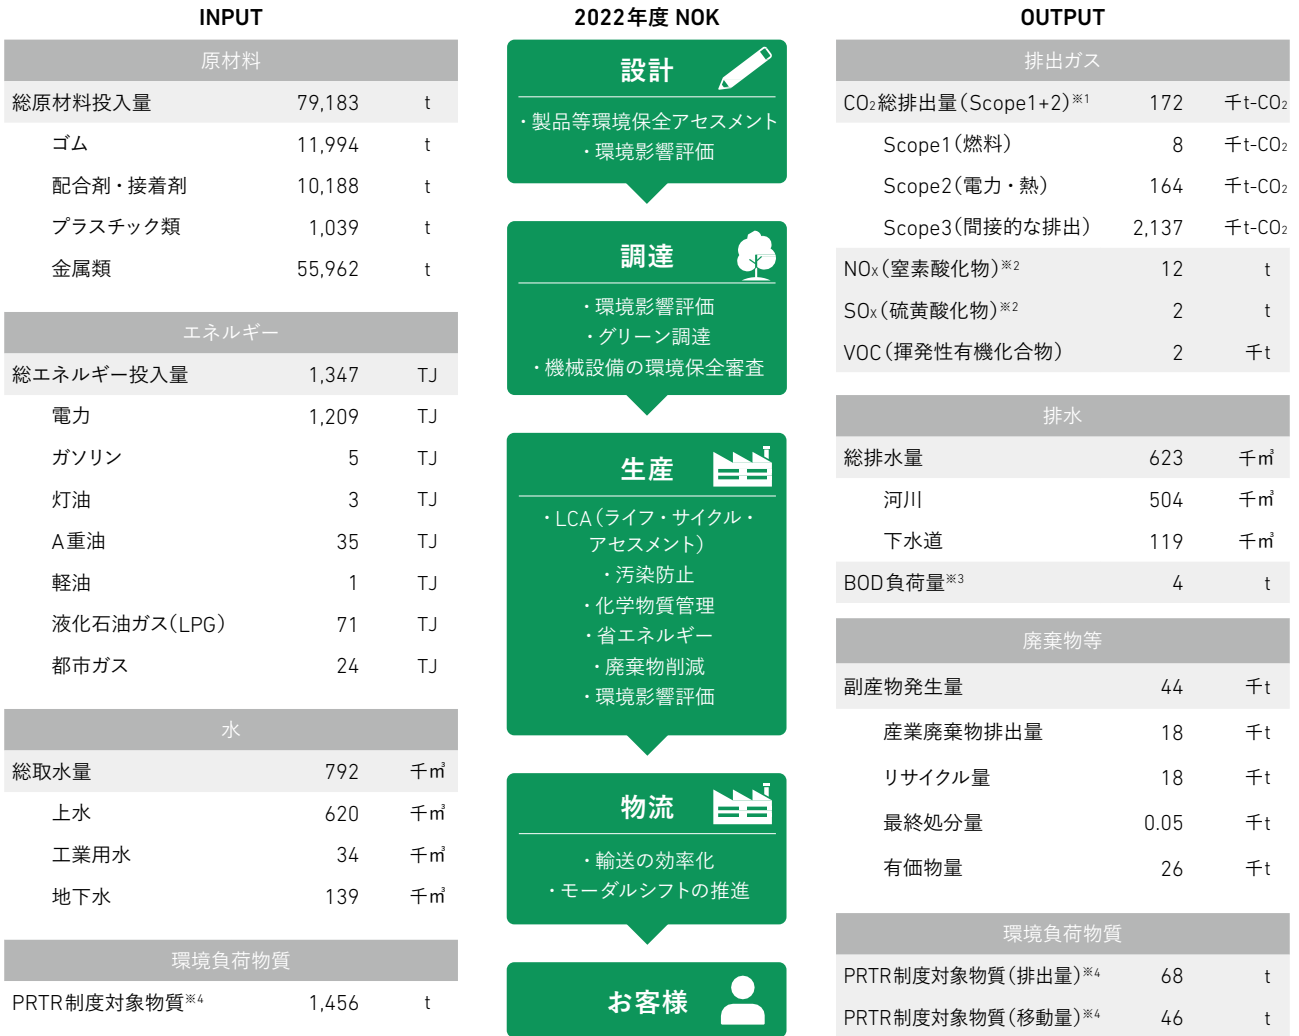 INPUT
原材料
総原材料投入量 79,183 t
ゴム 11,994 t
配合剤・接着剤 10,188 t
プラスチック類 1,039 t
金属類 55,962 t
エネルギー
総エネルギー投入量 1,347 TJ
電力 1,209 TJ
ガソリン 5 TJ
灯油 3 TJ
A重油 35 TJ
軽油 1 TJ
液化石油ガス(LPG) 71 TJ
都市ガス 24 TJ
水
総取水量 792 千㎥
上水 620 千㎥
工業用水 34 千㎥
地下水 139 千㎥
環境負荷物質
PRTR制度対象物質※4 1,456 t
2022年度 NOK
設計
・製品等環境保全アセスメント
・環境影響評価
調達
・環境影響評価
・グリーン調達
・機械設備の環境保全審査
生産
・LCA(ライフ・サイクル・
アセスメント)
・汚染防止
・化学物質管理
・省エネルギー
・廃棄物削減
・環境影響評価
物流
・輸送の効率化
・モーダルシフトの推進
お客様
OUTPUT
排出ガス
CO₂総排出量(Scope1+2)※1 172 千t-CO₂
Scope1(燃料) 8 千t-CO₂
Scope2(電力・熱) 164 千t-CO₂
Scope3(間接的な排出) 2,137 千t-CO₂
NOx(窒素酸化物)※2 12 t
SOx(硫黄酸化物)※2 2 t
VOC(揮発性有機化合物) 2 千t
排水
総排水量 623 千㎥
河川 504 千㎥
下水道 119 千㎥
BOD負荷量※3 4 t
廃棄物等
副産物発生量 44 千t
産業廃棄物排出量 18 千t
リサイクル量 18 千t
最終処分量 0.05 千t
有価物量 26 千t
環境負荷物質
PRTR制度対象物質(排出量)※4 68 t
PRTR制度対象物質(移動量)※4 46 t